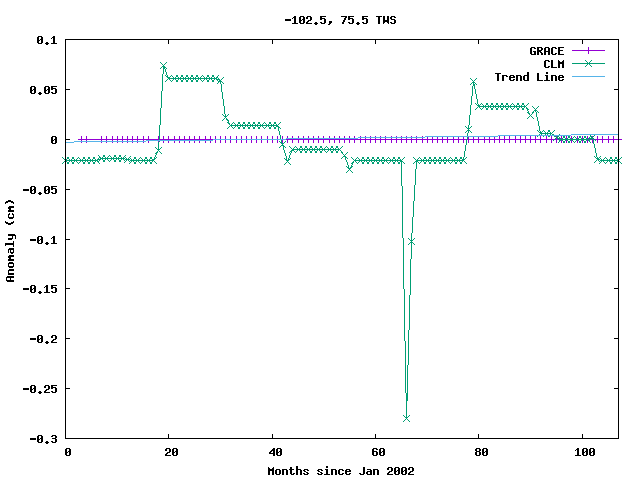 -102.5, 75.5 TWS
GRACE
CLM
Trend Line
0.1
0.05
0
-0.05
-0.1
-0.15
-0.2
-0.25
-0.3
Anomaly (cm)
0 20 40 60 80 100
Months since Jan 2002